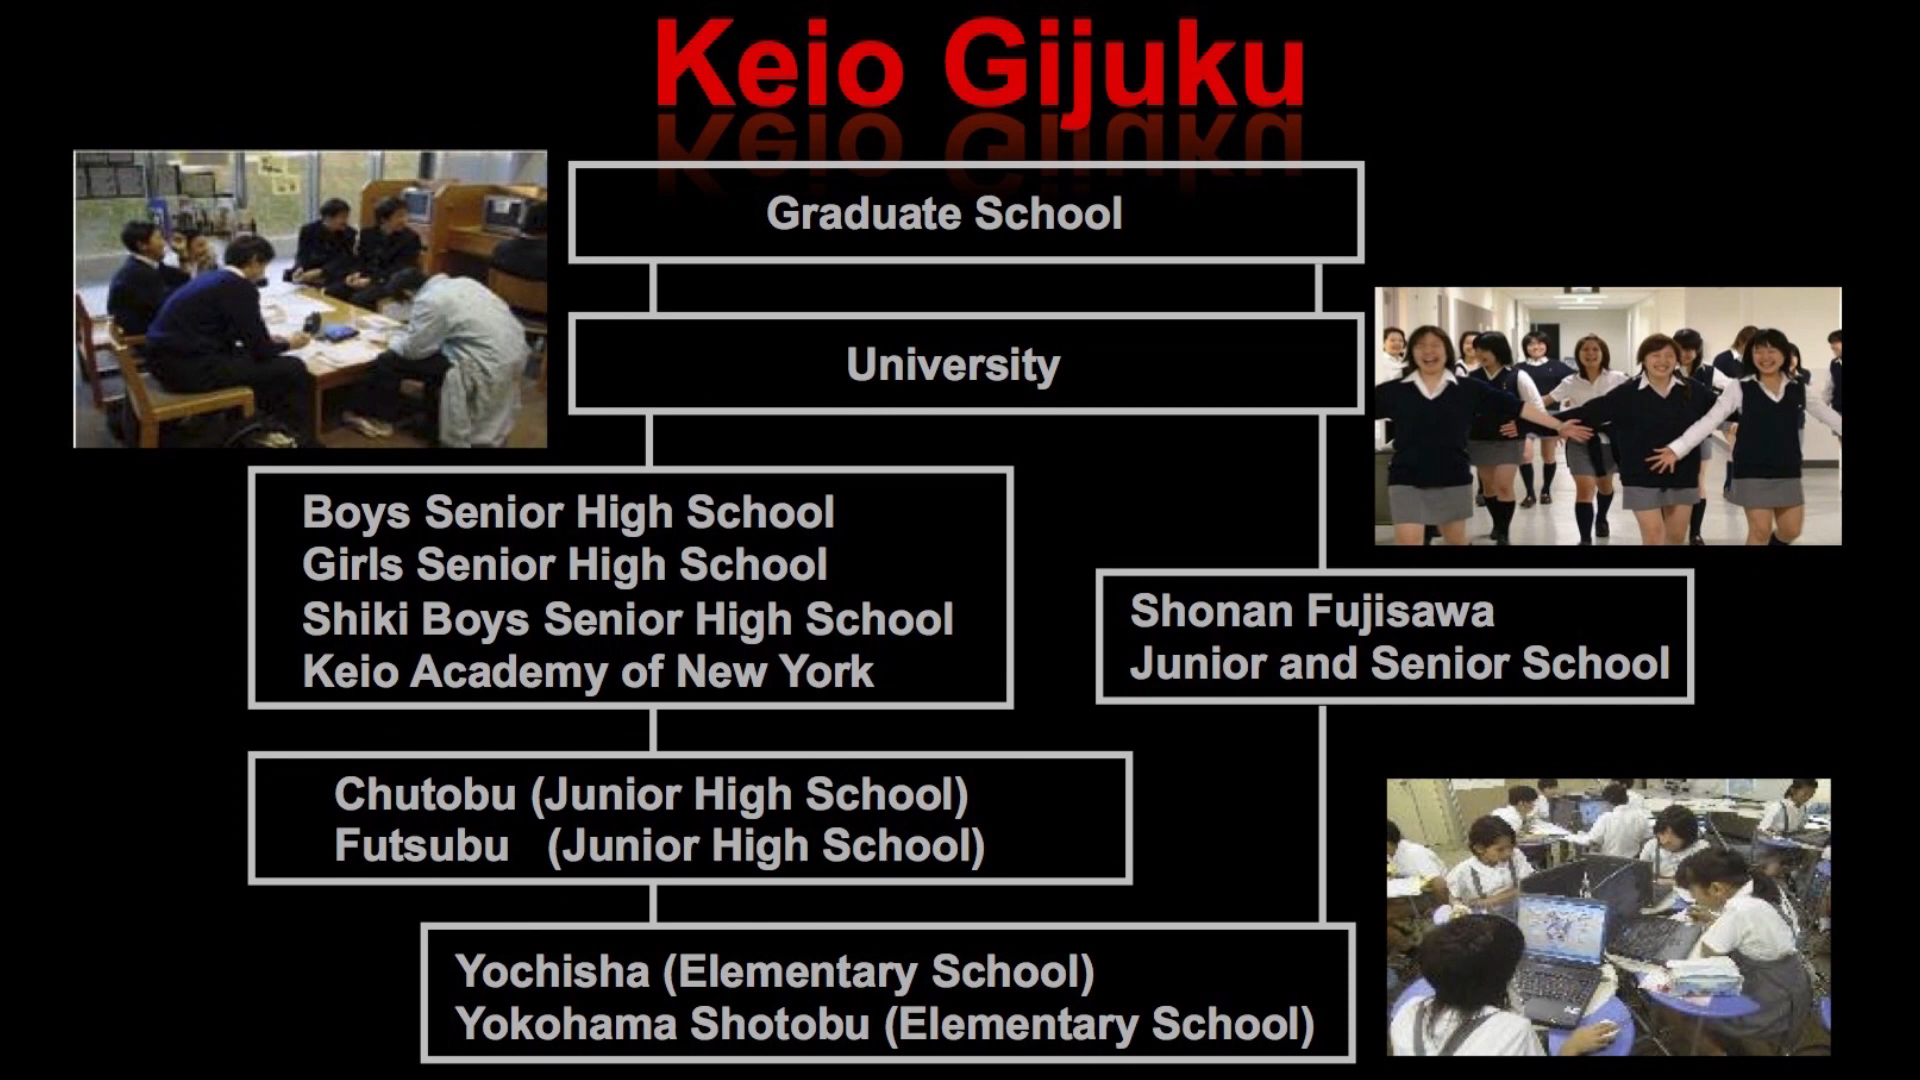 Keio Gijuku
Graduate School
University
Boys Senior High School
Girls Senior High School
Shiki Boys Senior High School
Keio Academy of New York
Shonan Fujisawa
Junior and Senior School
Chutobu (Junior High School)
Futsubu (Junior High School)
Yochisha (Elementary School)
Yokohama Shotobu (Elementary School)